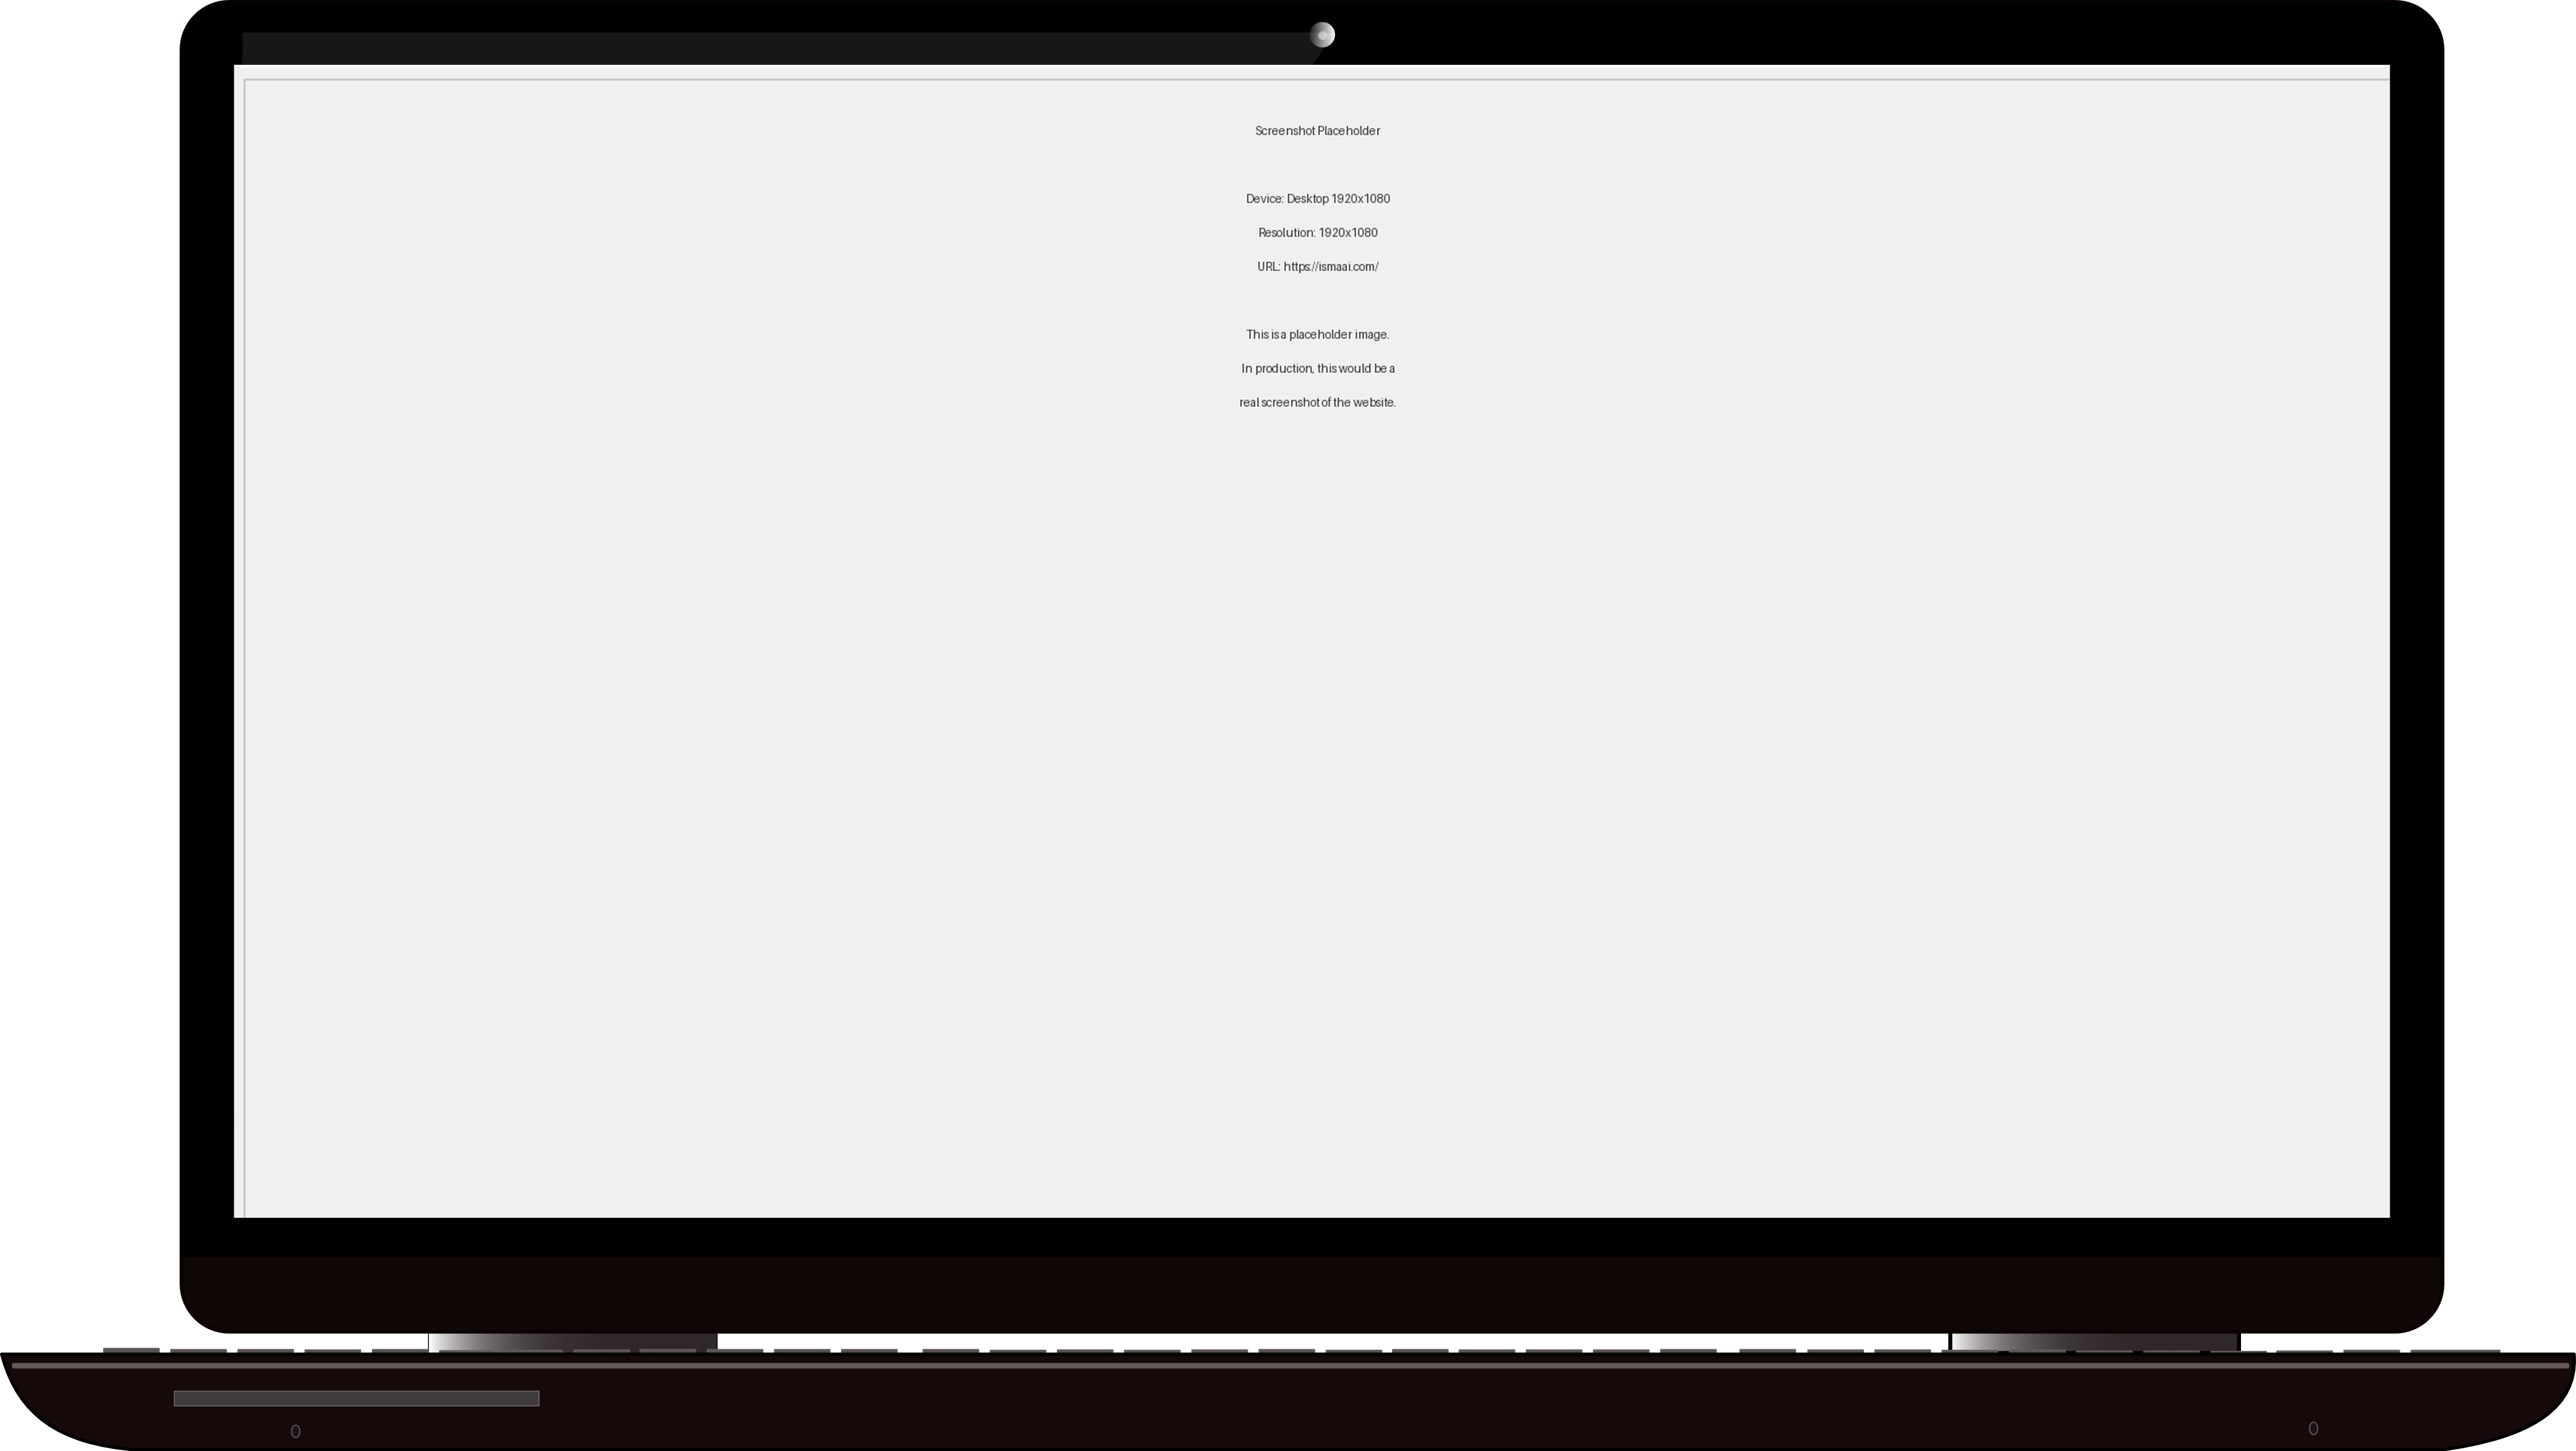 Screenshot Placeholder
Device: Desktop 1920x1080
Resolution: 1920x1080
URL: https://ismaai.com/
This is a placeholder image.
In production, this would be a
real screenshot of the website.